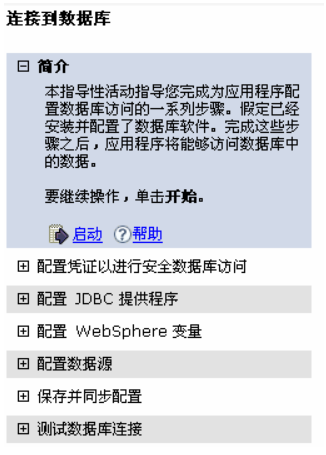 连接到数据库
简介
本指导性活动指导您完成为应用程序配
置数据库访问的一系列步骤。假定已经
安装并配置了数据库软件。完成这些步
骤之后，应用程序将能够访问数据库中
的数据。
要继续操作，单击开始。
启动 帮助
配置凭证以进行安全数据库访问
配置 JDBC 提供程序
配置 WebSphere 变量
配置数据源
保存并同步配置
测试数据库连接